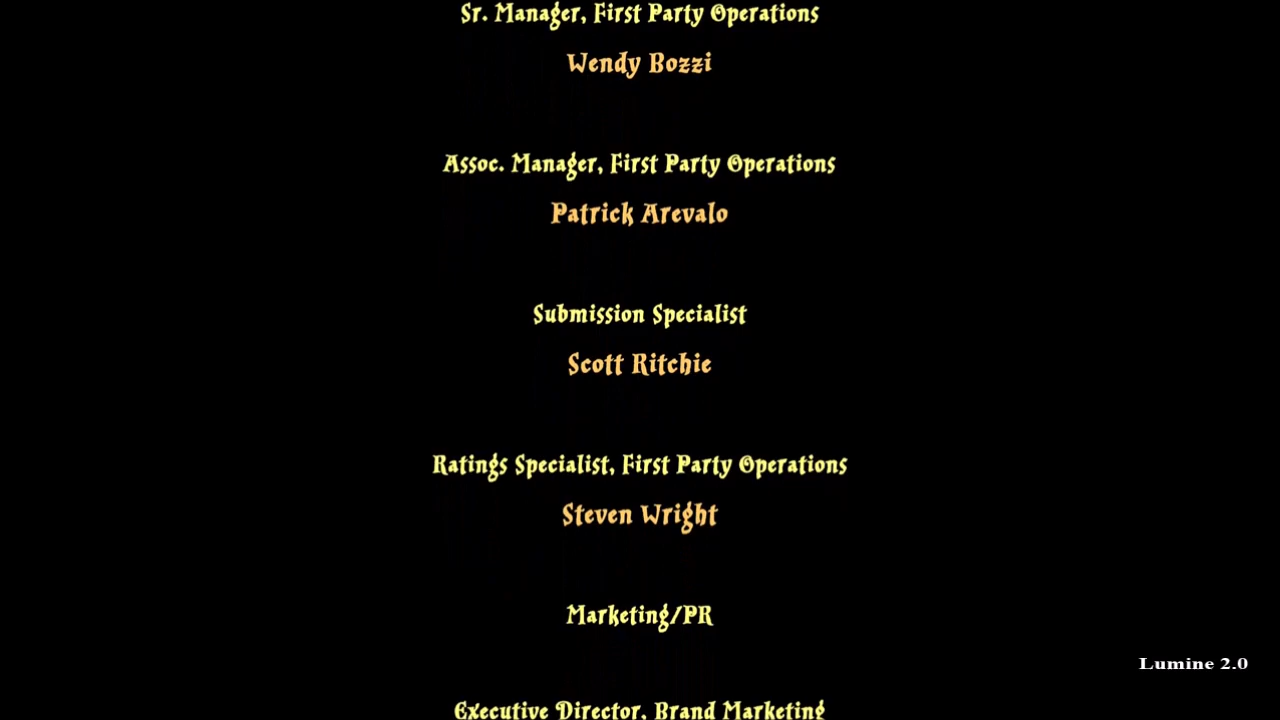 Sr. Manager, First Party Operations
Wendy Bozzi
Assoc. Manager, First Party Operations
Patrick Arevalo
Submission Specialist
Scott Ritchie
Ratings Specialist, First Party Operations
Steven Wright
Marketing/PR
Lumine 2.0
Executive Director, Brand Marketing